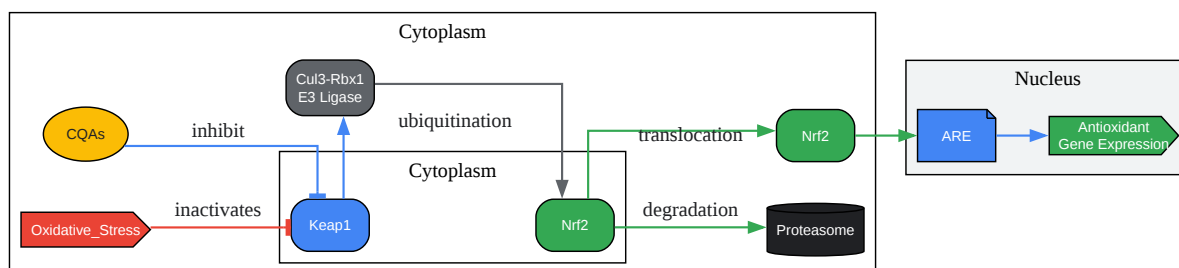 Cytoplasm
Nucleus
Cul3-Rbx1
E3 Ligase
CQAs
inhibit
ubiquitination
translocation
Nrf2
ARE
Antioxidant
Gene Expression
Cytoplasm
Oxidative_Stress
inactivates
Keap1
Nrf2
degradation
Proteasome